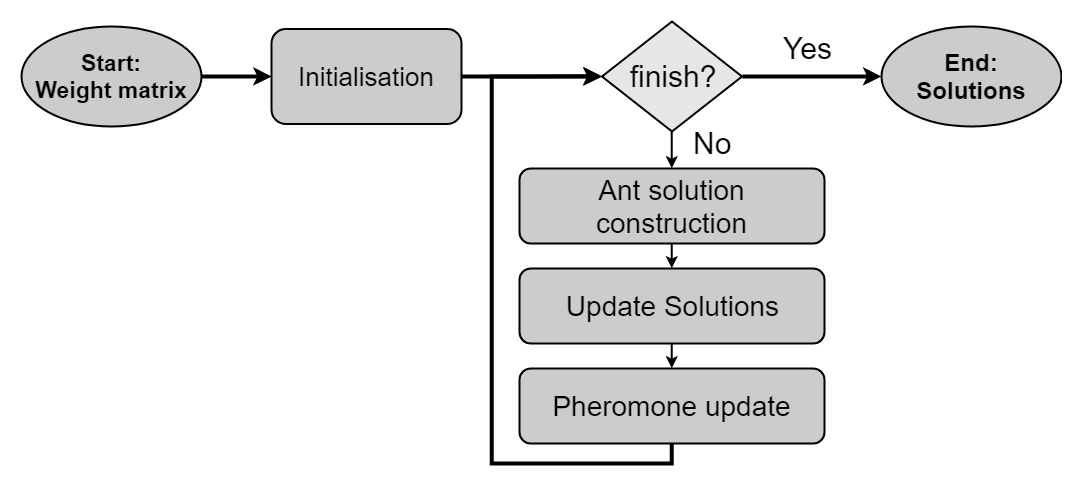 Start:
Weight matrix
Initialisation
finish?
Yes
End:
Solutions
No
Ant solution
construction
Update Solutions
Pheromone update